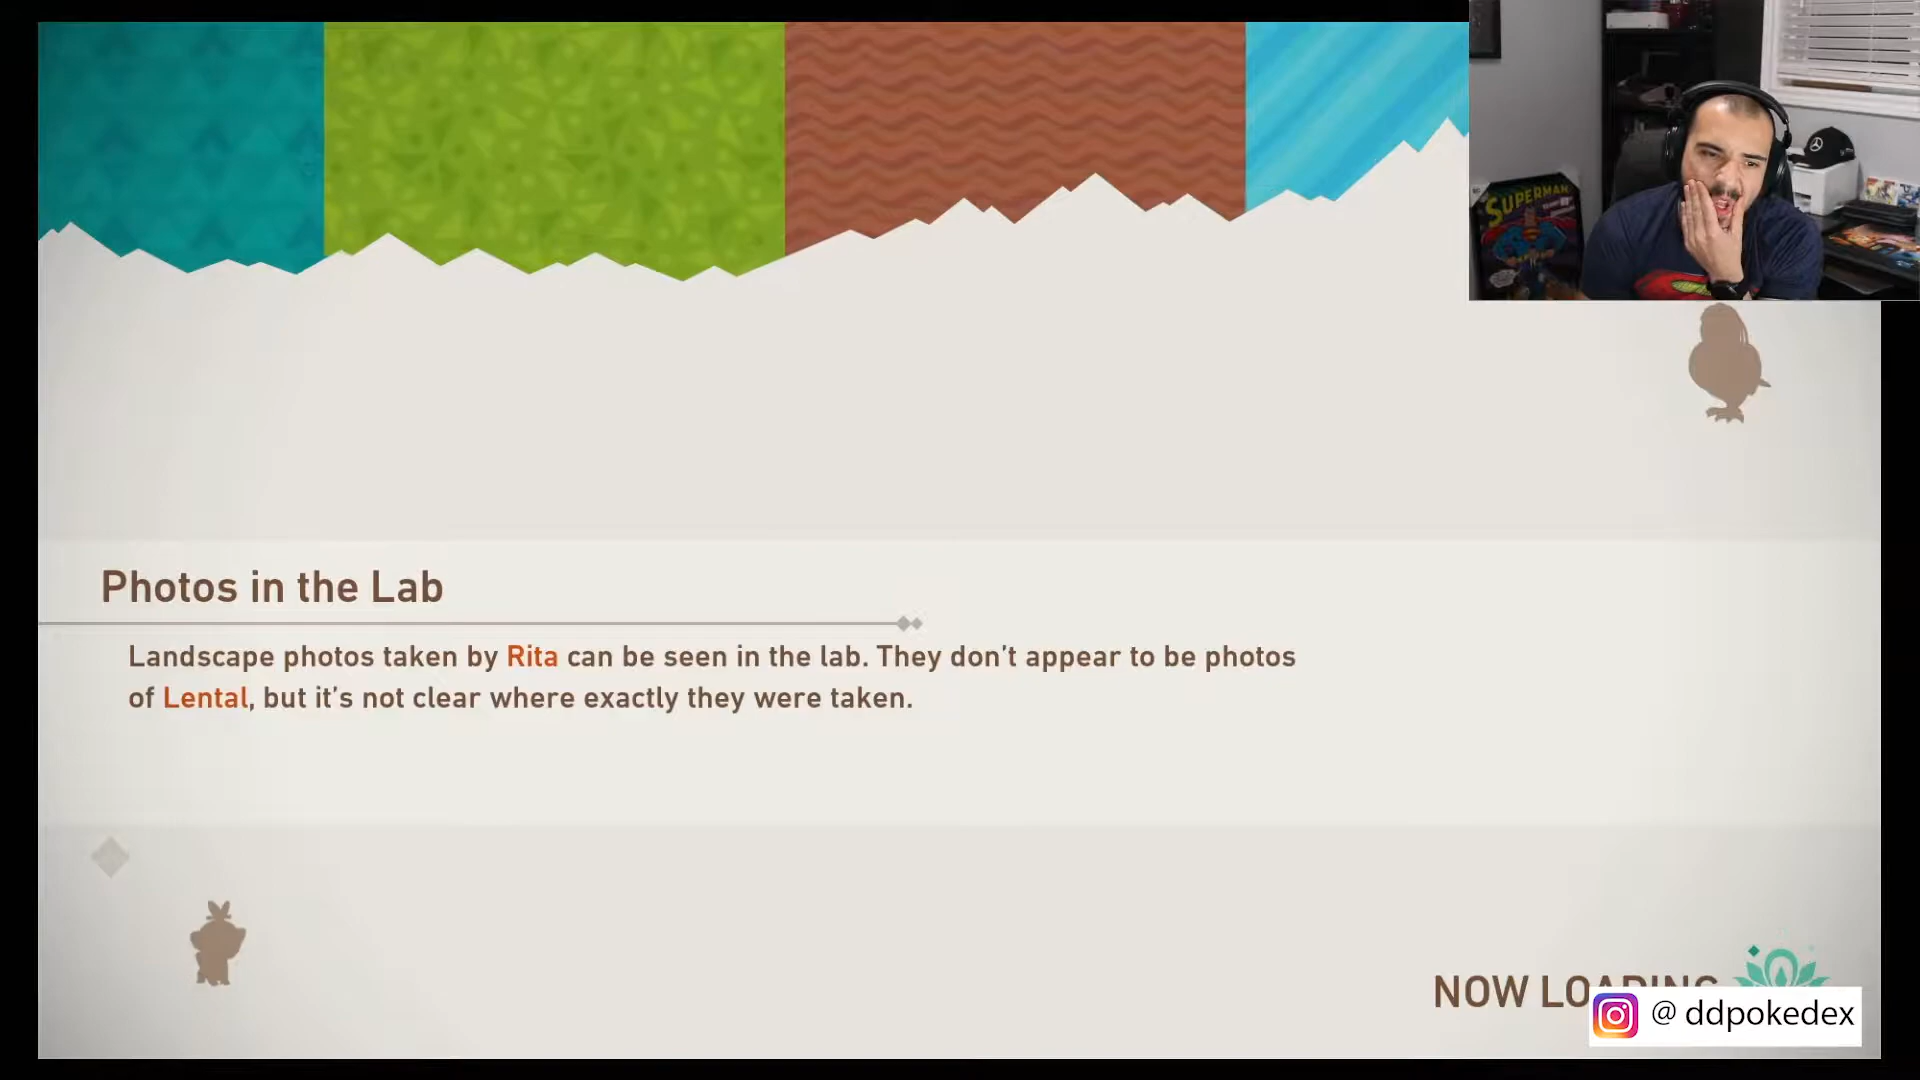 SUPERMAN
Photos in the Lab
Landscape photos taken by Rita can be seen in the lab. They don't appear to be photos
of Lental, but it's not clear where exactly they were taken.
NOW LOADING
@ ddpokedex